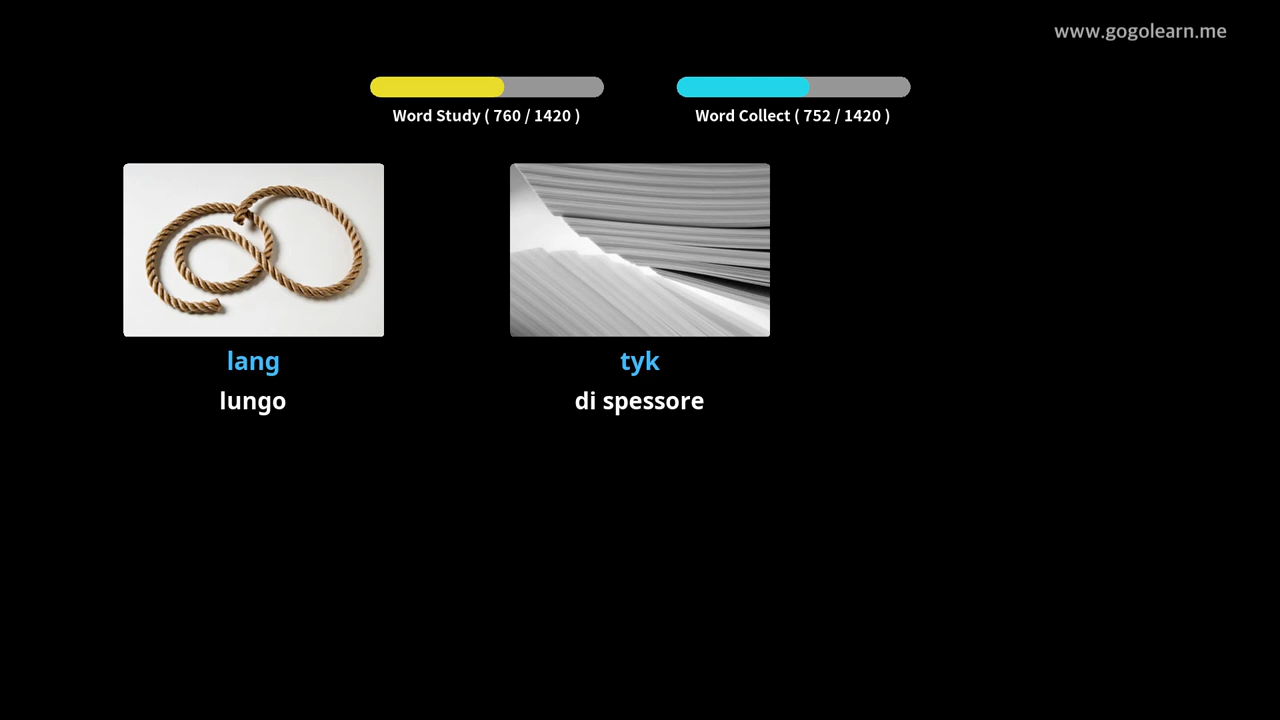 www.gogolearn.me
Word Study ( 760 / 1420 )
Word Collect ( 752 / 1420 )
lang
tyk
lungo
di spessore